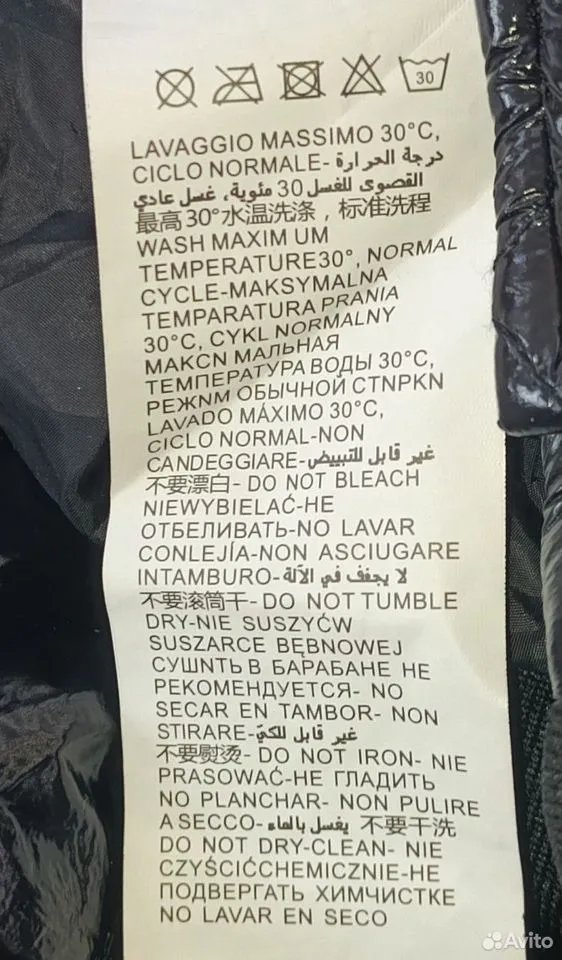 30
LAVAGGIO MASSIMO 30°C,
CICLO NORMALE- درجة الحرارة
القصوى للغسل 30 مئوية، غسل عادي
最高30°水温洗涤，标准洗程
WASH MAXIM UM
TEMPERATURE30°, NORMAL
CYCLE-MAKSYMALNA
TEMPARATURA PRANIA
30°C, CYKL NORMALNY
МАКСN МАЛЬНАЯ
ТЕМПЕРАТУРА ВОДЫ 30°C,
РЕЖNМ ОБЫЧНОЙ CTNPKN
LAVADO MÁXIMO 30°C,
CICLO NORMAL-NON
CANDEGGIARE-غير قابل للتبييض
不要漂白- DO NOT BLEACH
NIEWYBIELAĆ-НЕ
ОТБЕЛИВАТЬ-NO LAVAR
CONLEJÍA-NON ASCIUGARE
INTAMBURO-لا يجفف في الآلة
不要滚筒干- DO NOT TUMBLE
DRY-NIE SUSZYĆW
SUSZARCE BĘBNOWEJ
СУШNТЬ В БАРАБАНЕ НЕ
РЕКОМЕНДУЕТСЯ- NO
SECAR EN TAMBOR- NON
STIRARE-غير قابل للكيّ
不要熨烫- DO NOT IRON- NIE
PRASOWAĆ-НЕ ГЛАДИТЬ
NO PLANCHAR- NON PULIRE
A SECCO-يغسل بالماء 不要干洗
DO NOT DRY-CLEAN- NIE
CZYŚCIĆCHEMICZNIE-НЕ
ПОДВЕРГАТЬ ХИМЧИСТКЕ
NO LAVAR EN SECO
Avito